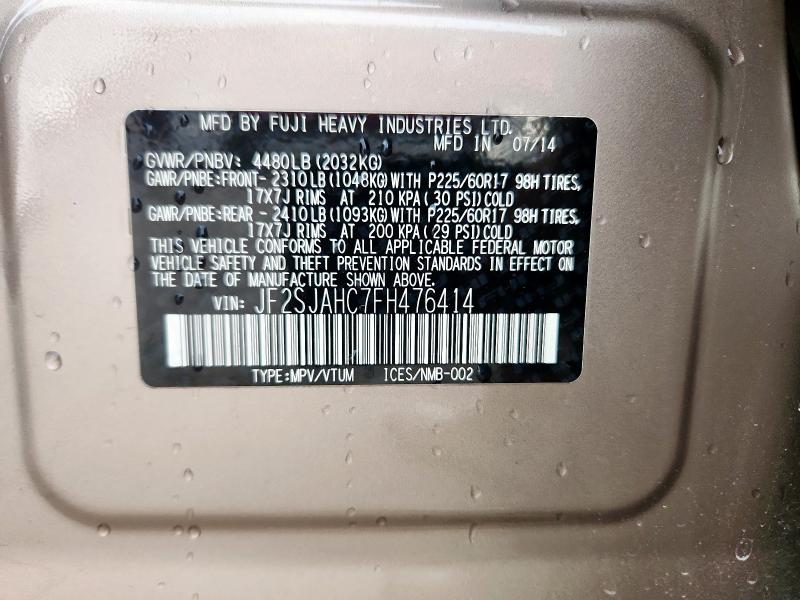 MFD BY FUJI HEAVY INDUSTRIES LTD.
MFD IN 07/14
GVWR/PNBV: 4480LB(2032KG)
GAWR/PNBE:FRONT-2310LB(1048KG)WITH P225/60R17 98H TIRES,
17X7J RIMS AT 210 KPA(30 PSI)COLD
GAWR/PNBE:REAR -2410LB(1093KG)WITH P225/60R17 98H TIRES,
17X7J RIMS AT 200 KPA(29 PSI)COLD
THIS VEHICLE CONFORMS TO ALL APPLICABLE FEDERAL MOTOR
VEHICLE SAFETY AND THEFT PREVENTION STANDARDS IN EFFECT ON
THE DATE OF MANUFACTURE SHOWN ABOVE.
VIN: JF2SJAHC7FH476414
TYPE:MPV/VTUM ICES/NMB-002